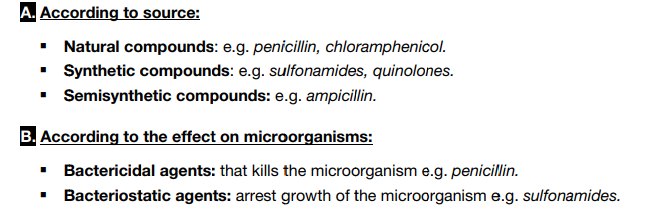 A. According to source:
▪ Natural compounds: e.g. penicillin, chloramphenicol.
▪ Synthetic compounds: e.g. sulfonamides, quinolones.
▪ Semisynthetic compounds: e.g. ampicillin.
B. According to the effect on microorganisms:
▪ Bactericidal agents: that kills the microorganism e.g. penicillin.
▪ Bacteriostatic agents: arrest growth of the microorganism e.g. sulfonamides.